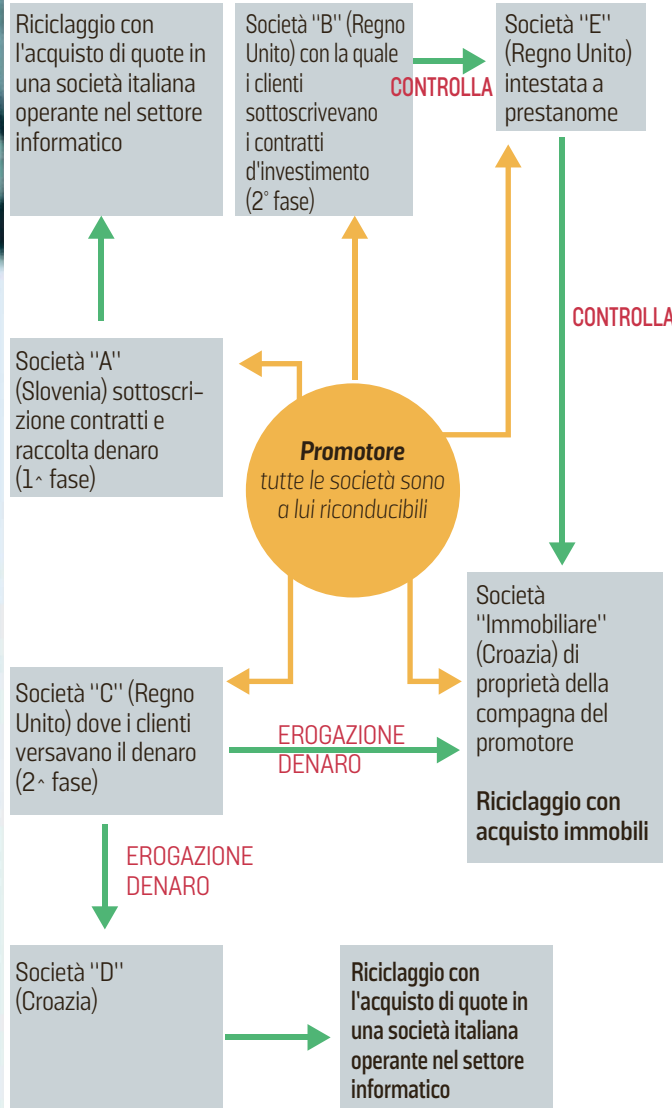 Riciclaggio con
l'acquisto di quote in
una società italiana
operante nel settore
informatico
Società "B" (Regno
Unito) con la quale
i clienti
sottoscrivevano
i contratti
d'investimento
(2° fase)
CONTROLLA
Società "E"
(Regno Unito)
intestata a
prestanome
CONTROLLA
Società "A"
(Slovenia) sottoscri-
zione contratti e
raccolta denaro
(1^ fase)
Promotore
tutte le società sono
a lui riconducibili
Società "C" (Regno
Unito) dove i clienti
versavano il denaro
(2^ fase)
EROGAZIONE
DENARO
Società
"Immobiliare"
(Croazia) di
proprietà della
compagna del
promotore
Riciclaggio con
acquisto immobili
EROGAZIONE
DENARO
Società "D"
(Croazia)
Riciclaggio con
l'acquisto di quote in
una società italiana
operante nel settore
informatico